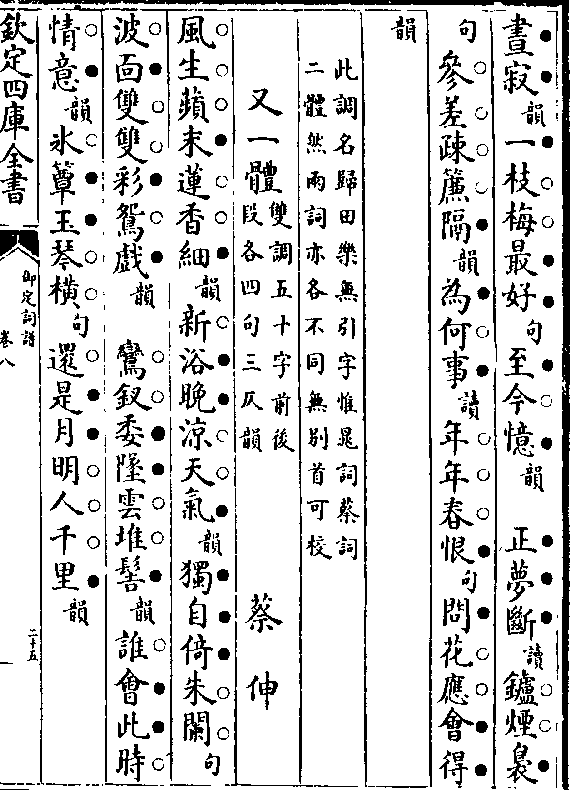 晝寂韻一枝梅最好句至今憶韻　正夢斷讀鑪煙裊
句參差疎簾隔韻為何事讀年年春恨句問花應會得
韻
此調名歸田樂無引字惟晁詞蔡詞
二體然兩詞亦各不同無别首可校
又一體雙調五十字前後
段各四句三仄韻　蔡伸
風生蘋末蓮香細韻新浴晚涼天氣韻獨自倚朱闌句
波面雙雙彩鴛戲韻　鸞釵委墜雲堆髻韻誰會此時
情意韻氷簟玉琴横句還是月明人千里韻
欽定四庫全書
御定詞譜
卷八
二十五